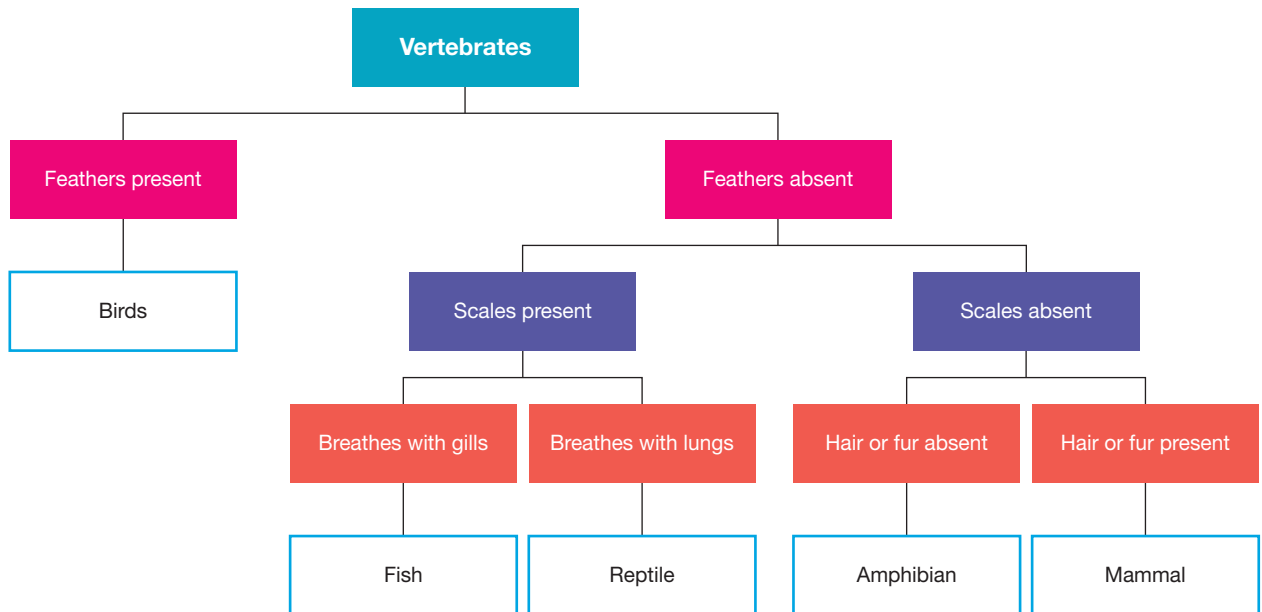 Vertebrates
Feathers present
Feathers absent
Birds
Scales present
Scales absent
Breathes with gills
Breathes with lungs
Hair or fur absent
Hair or fur present
Fish
Reptile
Amphibian
Mammal